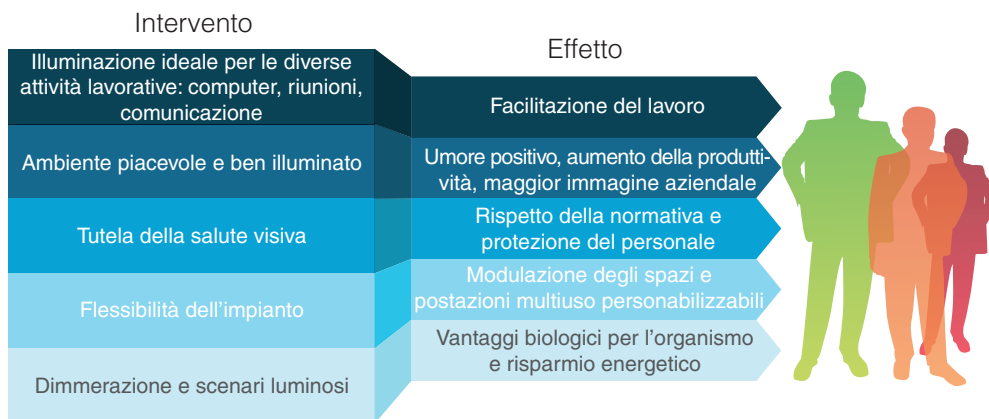 Intervento
Effetto
Illuminazione ideale per le diverse
attività lavorative: computer, riunioni,
comunicazione
Facilitazione del lavoro
Ambiente piacevole e ben illuminato
Umore positivo, aumento della produtti-
vità, maggior immagine aziendale
Tutela della salute visiva
Rispetto della normativa e
protezione del personale
Flessibilità dell’impianto
Modulazione degli spazi e
postazioni multiuso personabilizzabili
Dimmerazione e scenari luminosi
Vantaggi biologici per l’organismo
e risparmio energetico